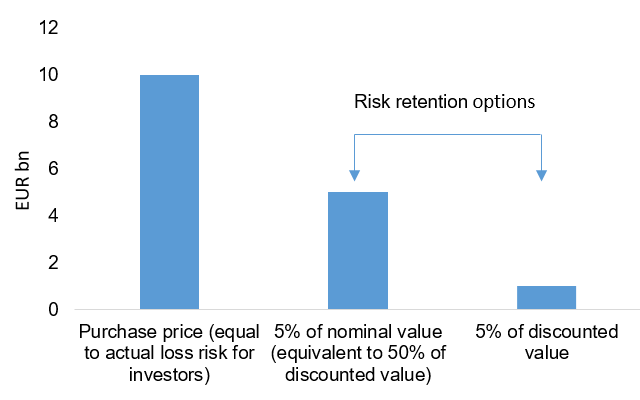 12
10
8
6
4
2
0
EUR bn
Risk retention options
Purchase price (equal
to actual loss risk for
investors)
5% of nominal value
(equivalent to 50% of
discounted value)
5% of discounted
value